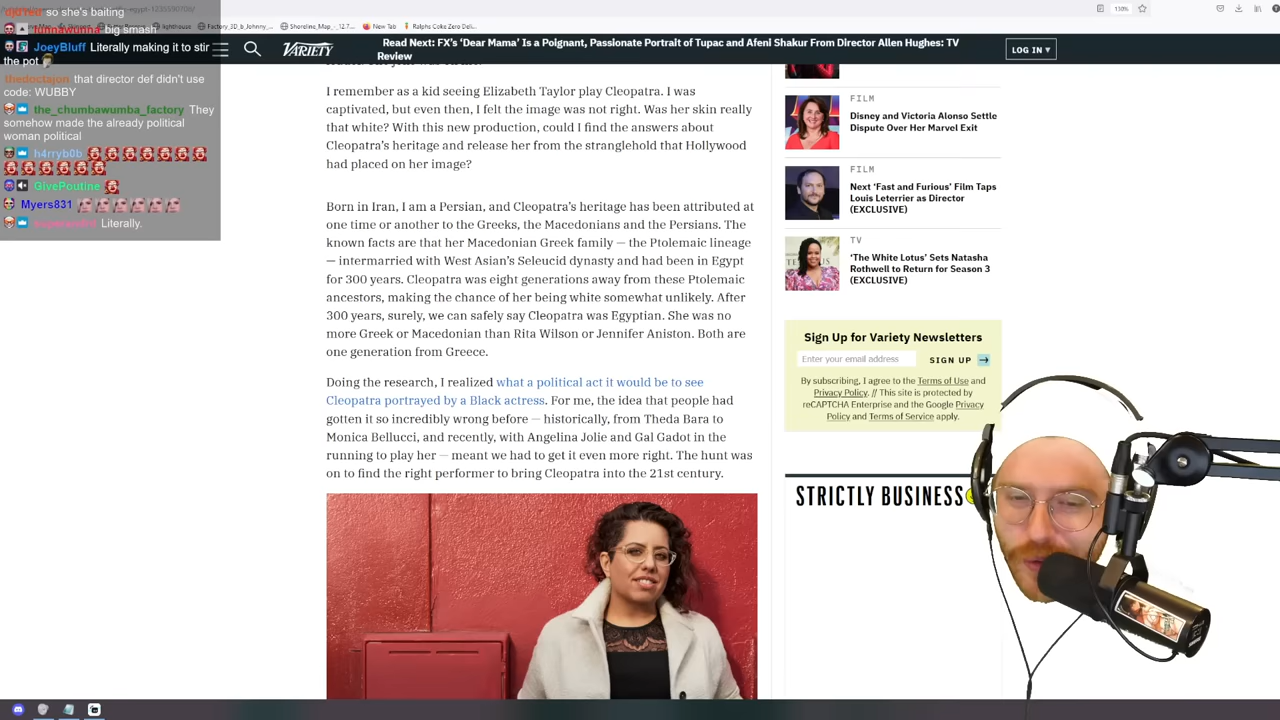 djoTed so she's baiting
funnawunna big smash
JoeyBluff Literally making it to stir
the pot
thedoctajon that director def didn't use
code: WUBBY
the_chumbawumba_factory They
somehow made the already political
woman political
h4rryb0b
GivePoutine
Myers831
Literally.
lighthouse
Factory_3D_b_Johnny_...
Shoreline_Map_-_12.7...
New Tab
Ralphs Coke Zero Deli...
110%
VARIETY
Read Next: FX's 'Dear Mama' Is a Poignant, Passionate Portrait of Tupac and Afeni Shakur From Director Allen Hughes: TV
Review
LOG IN
I remember as a kid seeing Elizabeth Taylor play Cleopatra. I was
captivated, but even then, I felt the image was not right. Was her skin really
that white? With this new production, could I find the answers about
Cleopatra's heritage and release her from the stranglehold that Hollywood
had placed on her image?
Born in Iran, I am a Persian, and Cleopatra's heritage has been attributed at
one time or another to the Greeks, the Macedonians and the Persians. The
known facts are that her Macedonian Greek family — the Ptolemaic lineage
— intermarried with West Asian's Seleucid dynasty and had been in Egypt
for 300 years. Cleopatra was eight generations away from these Ptolemaic
ancestors, making the chance of her being white somewhat unlikely. After
300 years, surely, we can safely say Cleopatra was Egyptian. She was no
more Greek or Macedonian than Rita Wilson or Jennifer Aniston. Both are
one generation from Greece.
Doing the research, I realized what a political act it would be to see
Cleopatra portrayed by a Black actress. For me, the idea that people had
gotten it so incredibly wrong before — historically, from Theda Bara to
Monica Bellucci, and recently, with Angelina Jolie and Gal Gadot in the
running to play her — meant we had to get it even more right. The hunt was
on to find the right performer to bring Cleopatra into the 21st century.
FILM
Disney and Victoria Alonso Settle
Dispute Over Her Marvel Exit
FILM
Next 'Fast and Furious' Film Taps
Louis Leterrier as Director
(EXCLUSIVE)
TV
'The White Lotus' Sets Natasha
Rothwell to Return for Season 3
(EXCLUSIVE)
Sign Up for Variety Newsletters
Enter your email address
SIGN UP
By subscribing, I agree to the Terms of Use and
Privacy Policy. // This site is protected by
reCAPTCHA Enterprise and the Google Privacy
Policy and Terms of Service apply.
STRICTLY BUSINESS